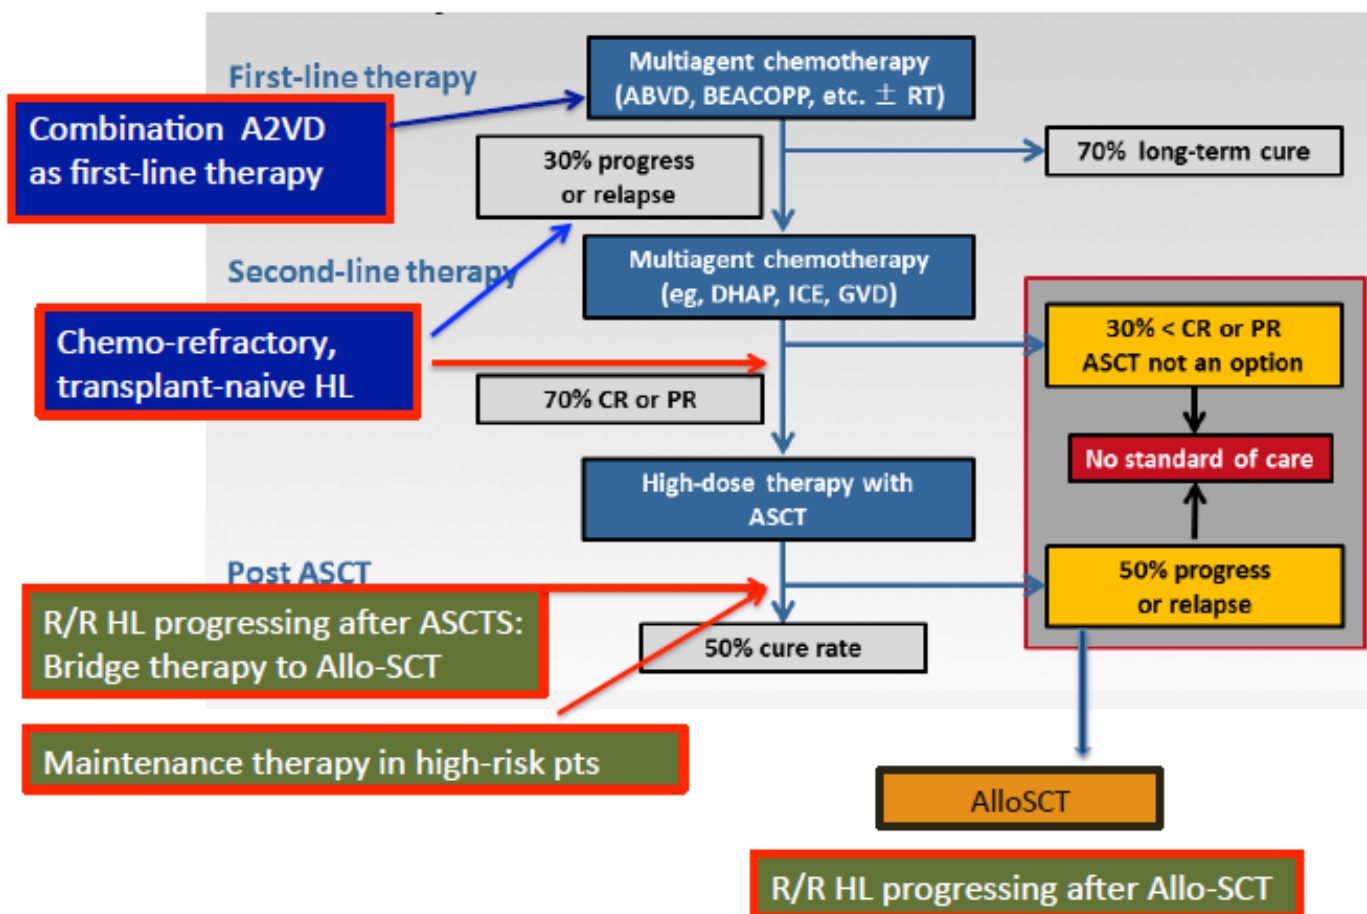 First-line therapy
Multiagent chemotherapy
(ABVD, BEACOPP, etc. ± RT)
Combination A2VD
as first-line therapy
30% progress
or relapse
70% long-term cure
Second-line therapy
Multiagent chemotherapy
(eg, DHAP, ICE, GVD)
Chemo-refractory,
transplant-naive HL
30% < CR or PR
ASCT not an option
70% CR or PR
No standard of care
High-dose therapy with
ASCT
Post ASCT
50% progress
or relapse
R/R HL progressing after ASCTS:
Bridge therapy to Allo-SCT
50% cure rate
Maintenance therapy in high-risk pts
AlloSCT
R/R HL progressing after Allo-SCT